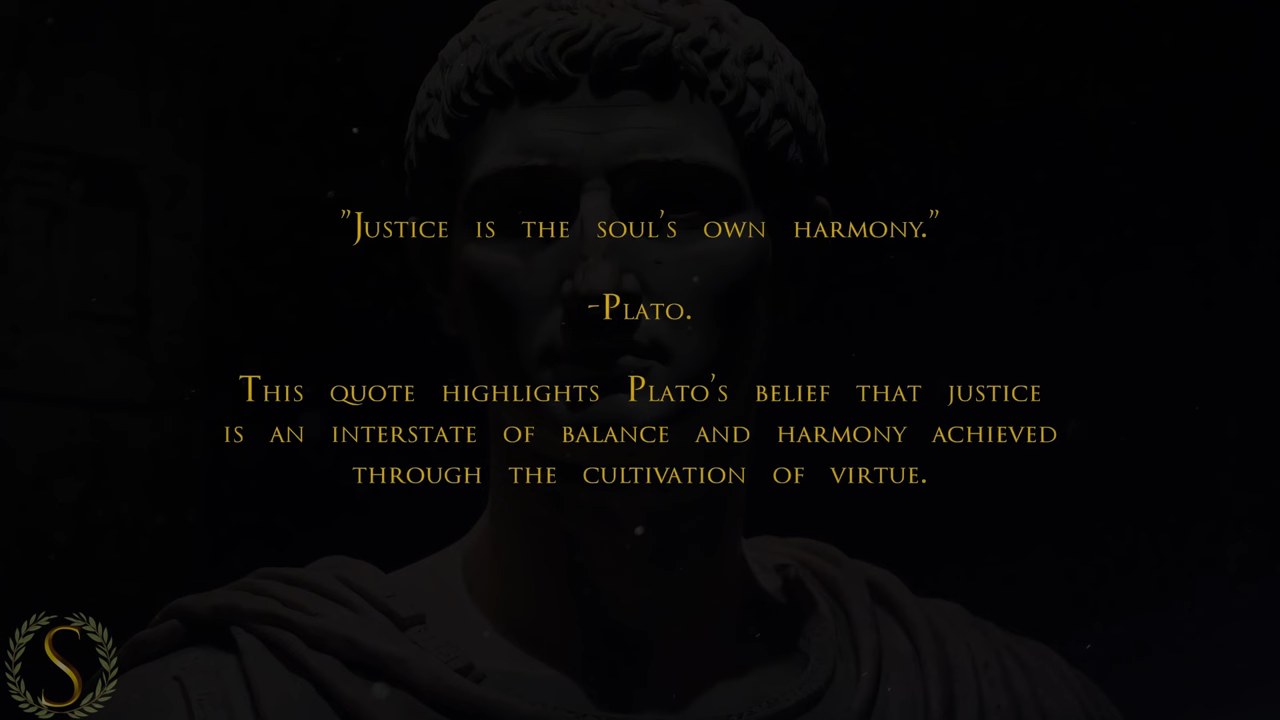 "Justice is the soul's own harmony."
-Plato.
This quote highlights Plato's belief that justice
is an interstate of balance and harmony achieved
through the cultivation of virtue.
S